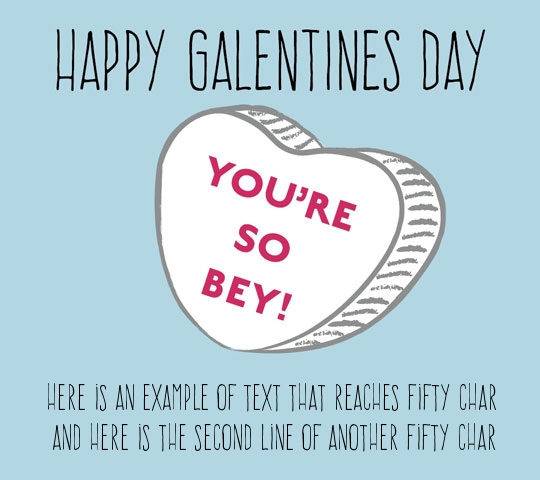 HAPPY GALENTINES DAY
YOU'RE
SO
BEY!
HERE IS AN EXAMPLE OF TEXT THAT REACHES FIFTY CHAR
AND HERE IS THE SECOND LINE OF ANOTHER FIFTY CHAR